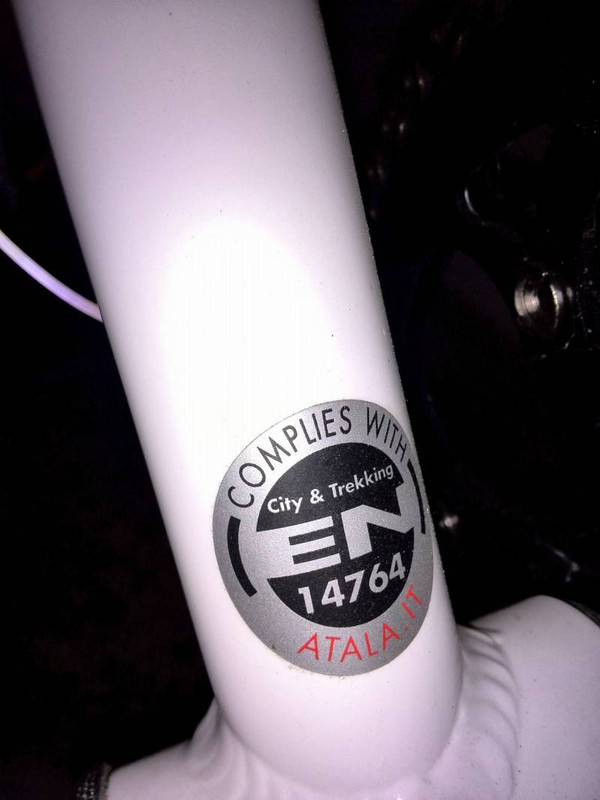 COMPLIES WITH
City & Trekking
EN
14764
ATALA.IT